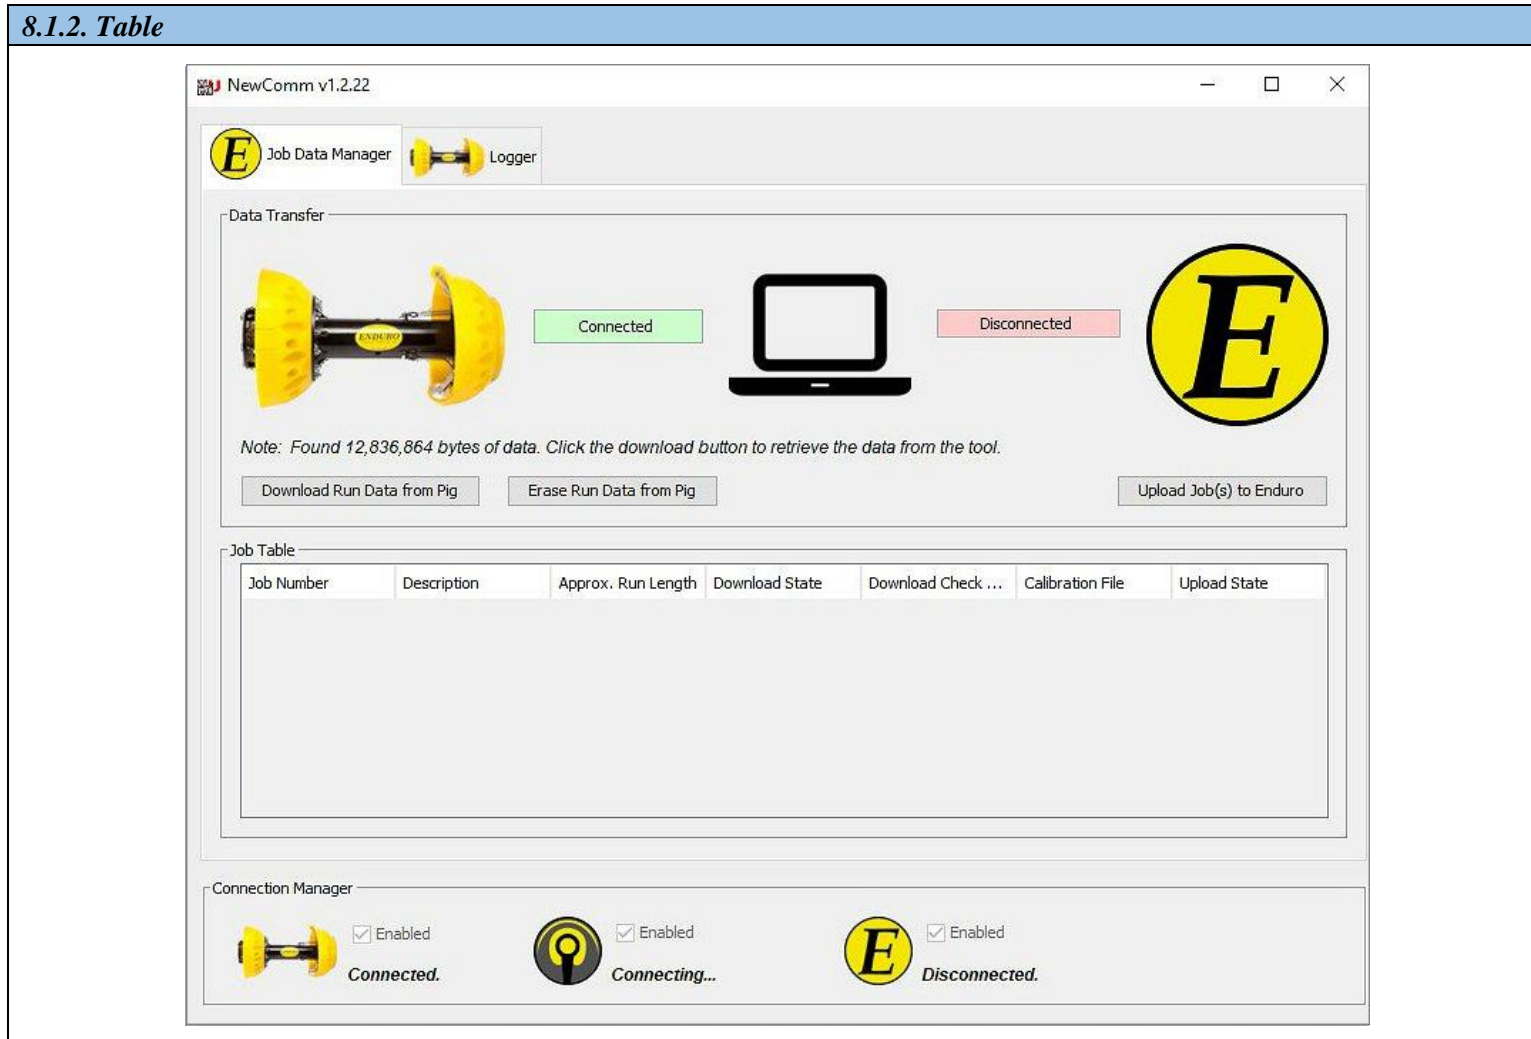 8.1.2. Table
NewComm v1.2.22
Job Data Manager
Logger
Data Transfer
ENDURO
Connected
Disconnected
E
Note: Found 12,836,864 bytes of data. Click the download button to retrieve the data from the tool.
Download Run Data from Pig
Erase Run Data from Pig
Upload Job(s) to Enduro
Job Table
Job Number
Description
Approx. Run Length
Download State
Download Check ...
Calibration File
Upload State
Connection Manager
Enabled
Connected.
Enabled
Connecting...
E
Enabled
Disconnected.